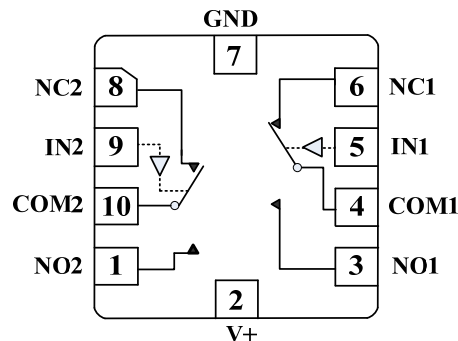 GND
7
NC2 8 6 NC1
IN2 9 5 IN1
COM2 10 4 COM1
NO2 1 3 NO1
2
V+